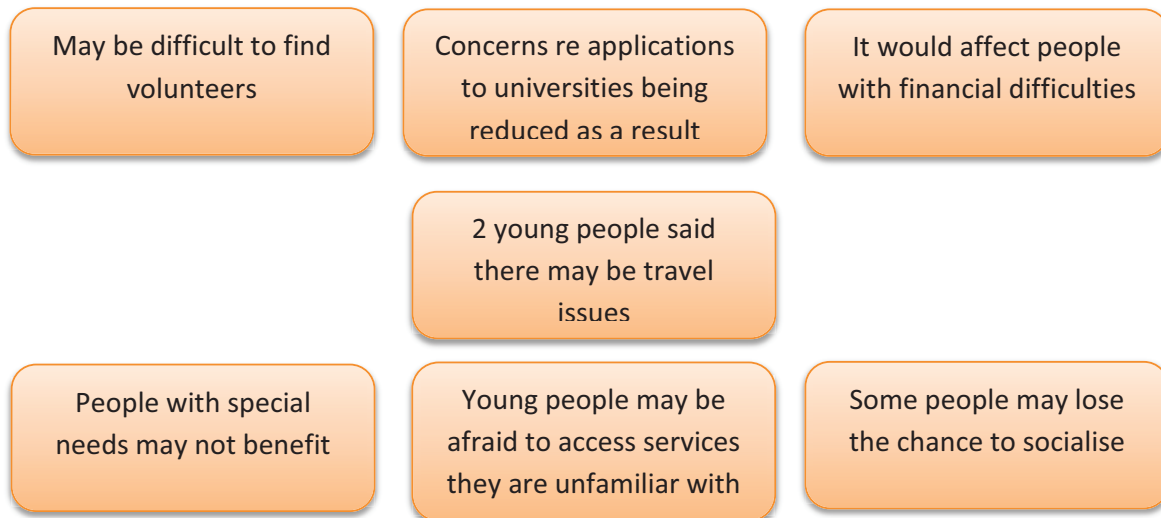 May be difficult to find
volunteers
Concerns re applications
to universities being
reduced as a result
It would affect people
with financial difficulties
2 young people said
there may be travel
issues
People with special
needs may not benefit
Young people may be
afraid to access services
they are unfamiliar with
Some people may lose
the chance to socialise